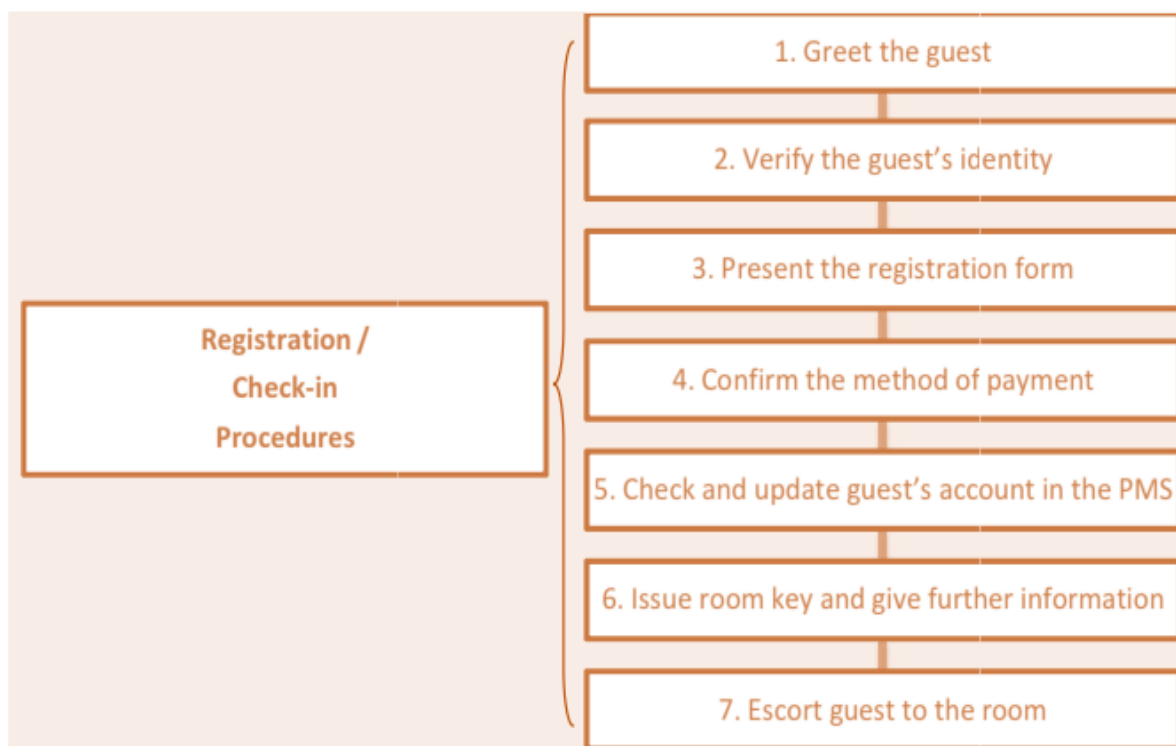 1. Greet the guest
2. Verify the guest’s identity
3. Present the registration form
Registration /
Check-in
Procedures
4. Confirm the method of payment
5. Check and update guest’s account in the PMS
6. Issue room key and give further information
7. Escort guest to the room